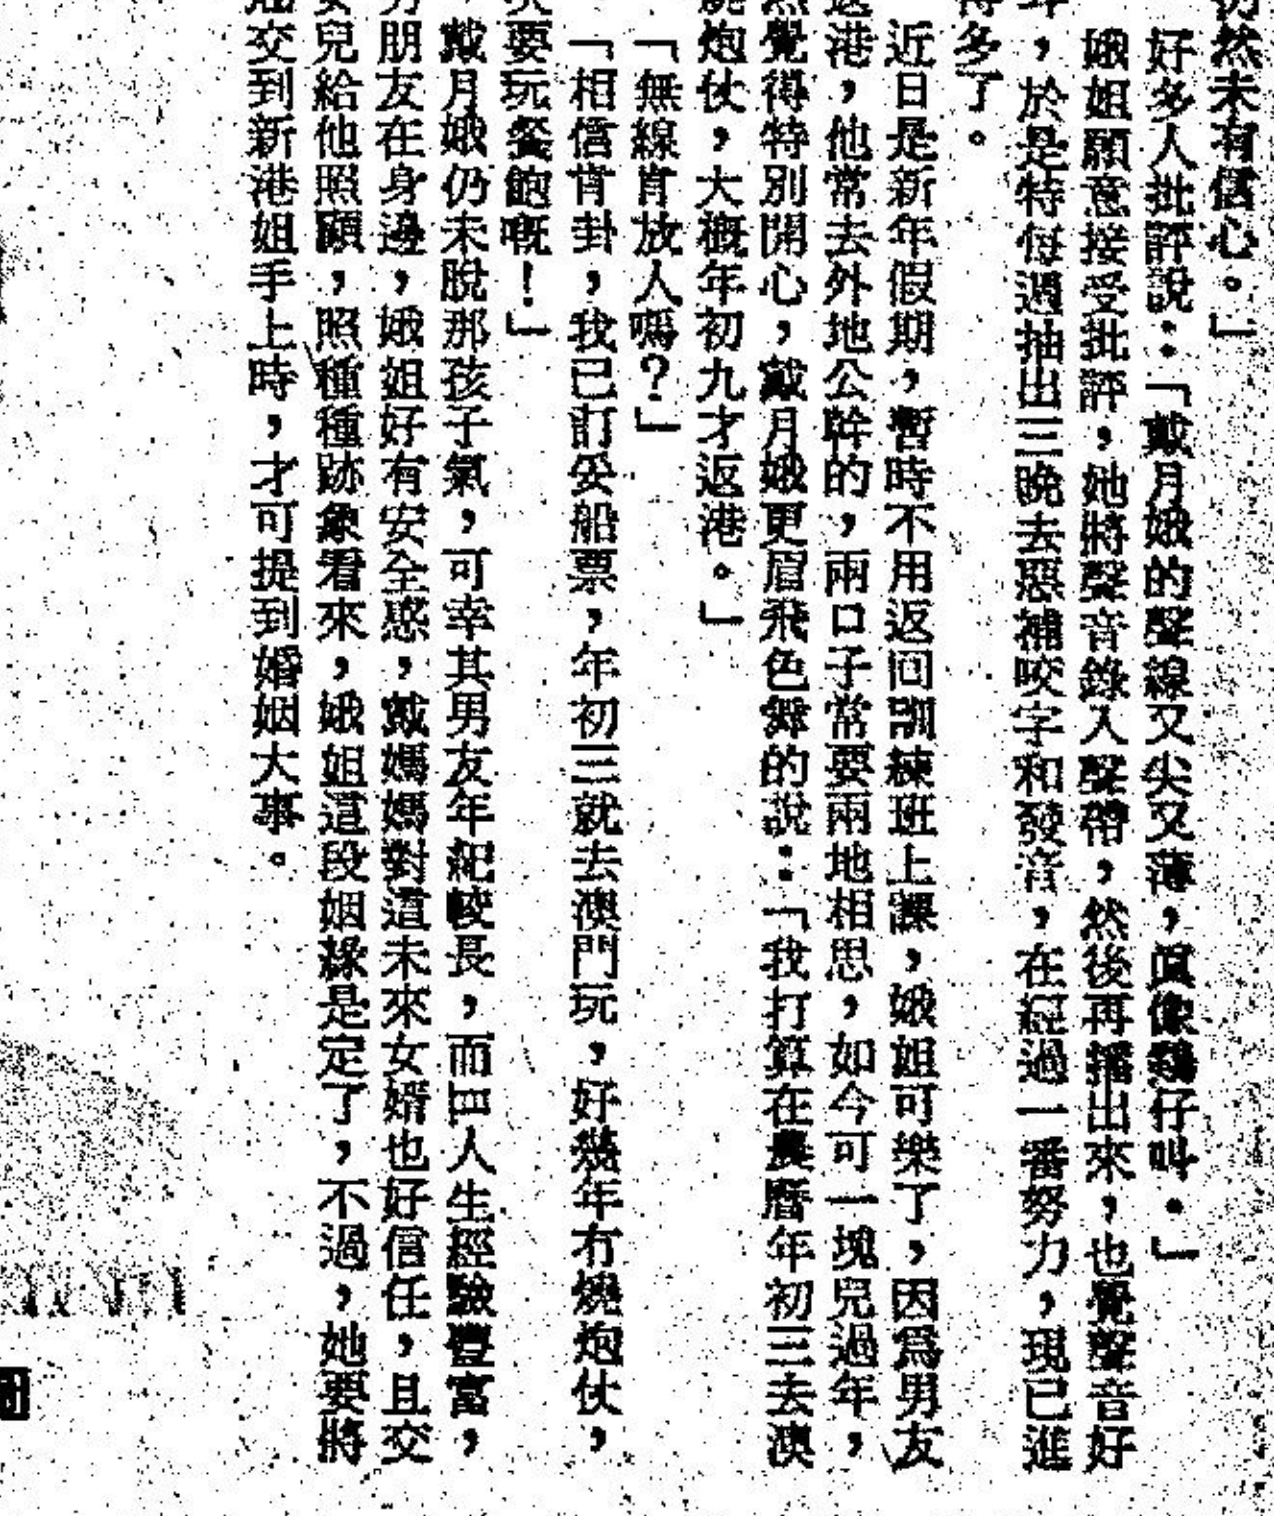 然未有信心。」
好多人批評說：「戴月娥的聲線又尖又薄，眞像鷄仔叫。」
娥姐願意接受批評，她將聲音錄入聲帶，然後再播出來，也覺聲音好
，於是特每週抽出三晚去惡補咬字和發音，在經過一番努力，現已進
多了。
近日是新年假期，暫時不用返回訓練班上課，娥姐可樂了，因爲男友
返港，他常去外地公幹的，兩口子常要兩地相思，如今可一塊兒過年，
然覺得特別開心，戴月娥更眉飛色舞的說：「我打算在農曆年初三去澳
燒炮仗，大概年初九才返港。」
「無線肯放人嗎？」
「相信肯卦，我已訂妥船票，年初三就去澳門玩，好幾年冇燒炮仗，
要玩餐飽嘅！」
戴月娥仍未脫那孩子氣，可幸其男友年紀較長，而且人生經驗豐富，
男朋友在身邊，娥姐好有安全感，戴媽媽對這未來女婿也好信任，且交
女兒給他照顧，照種種跡象看來，娥姐這段姻緣是定了，不過，她要將
交到新港姐手上時，才可提到婚姻大事。